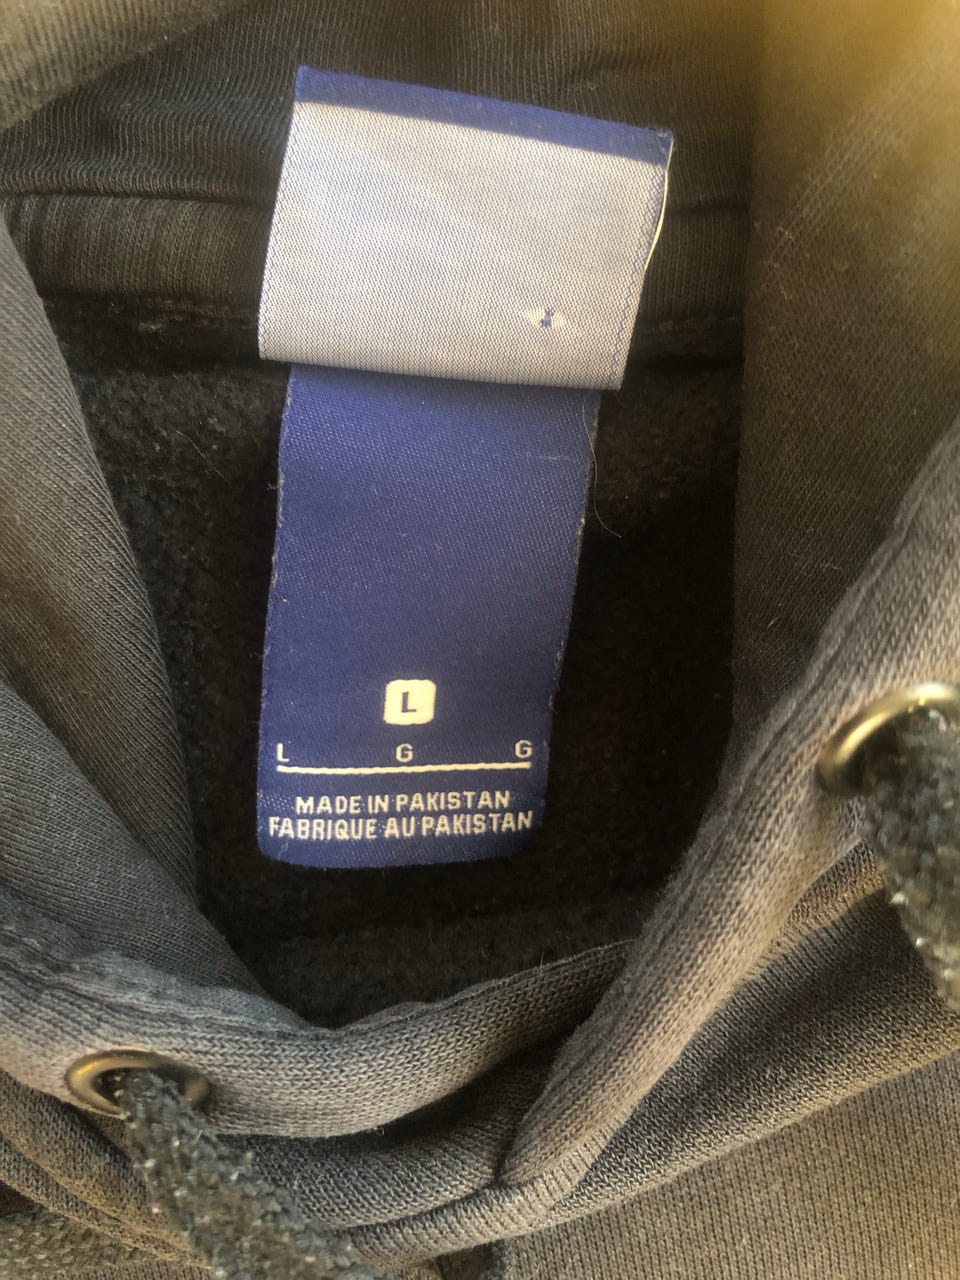 L
L G G
MADE IN PAKISTAN
FABRIQUE AU PAKISTAN